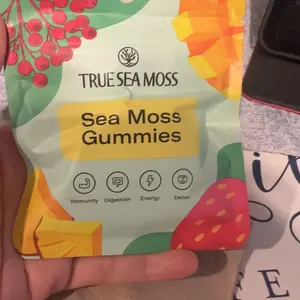 TRUE SEA MOSS
Sea Moss
Gummies
Immunity Digestion Energy Detox